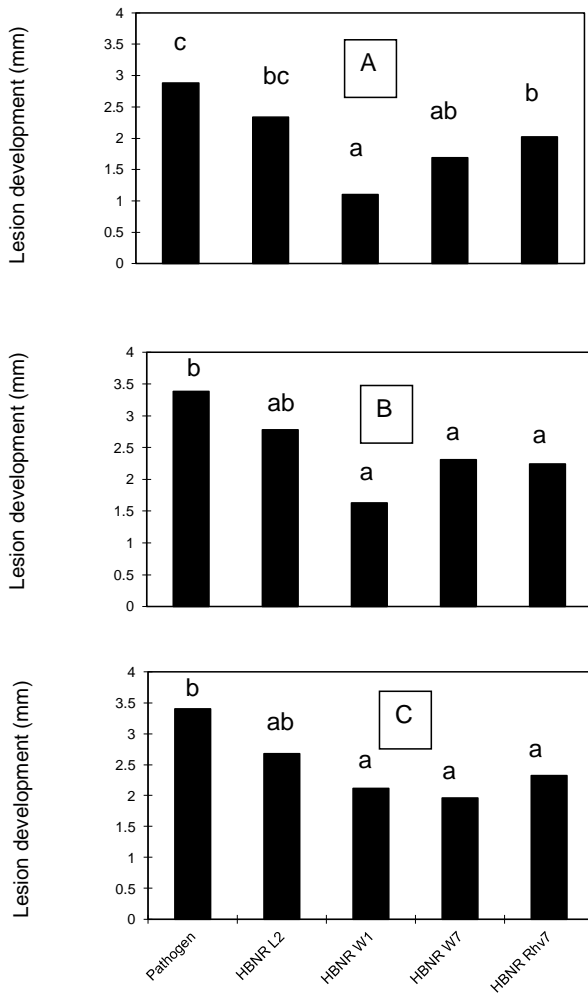 Lesion development (mm)
4
3.5
3
2.5
2
1.5
1
0.5
0
c
bc
a
ab
b
A
Lesion development (mm)
4
3.5
3
2.5
2
1.5
1
0.5
0
b
ab
a
a
a
B
Lesion development (mm)
4
3.5
3
2.5
2
1.5
1
0.5
0
b
ab
a
a
a
C
Pathogen
HBNR L2
HBNR W1
HBNR W7
HBNR Rhv7